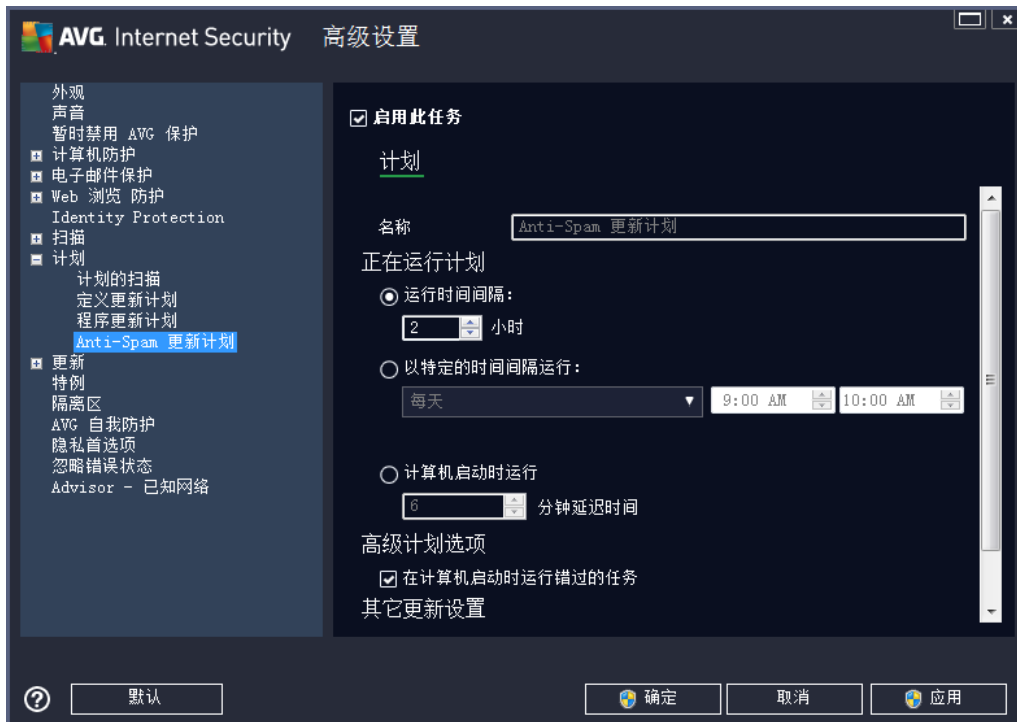 AVG. Internet Security 高级设置
外观
声音
暂时禁用 AVG 保护
计算机防护
电子邮件保护
Web 浏览 防护
Identity Protection
扫描
计划
计划的扫描
定义更新计划
程序更新计划
Anti-Spam 更新计划
更新
特例
隔离区
AVG 自我防护
隐私首选项
忽略错误状态
Advisor - 已知网络
启用此任务
计划
名称 Anti-Spam 更新计划
正在运行计划
运行时间间隔:
2 小时
以特定的时间间隔运行:
每天 9:00 AM 10:00 AM
计算机启动时运行
6 分钟延迟时间
高级计划选项
在计算机启动时运行错过的任务
其它更新设置
? 默认 确定 取消 应用